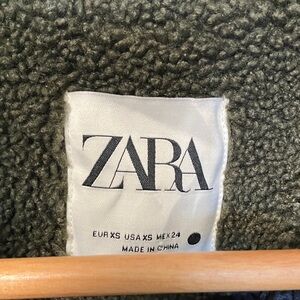 ZARA
EUR XS USA XS MEX 24
MADE IN CHINA